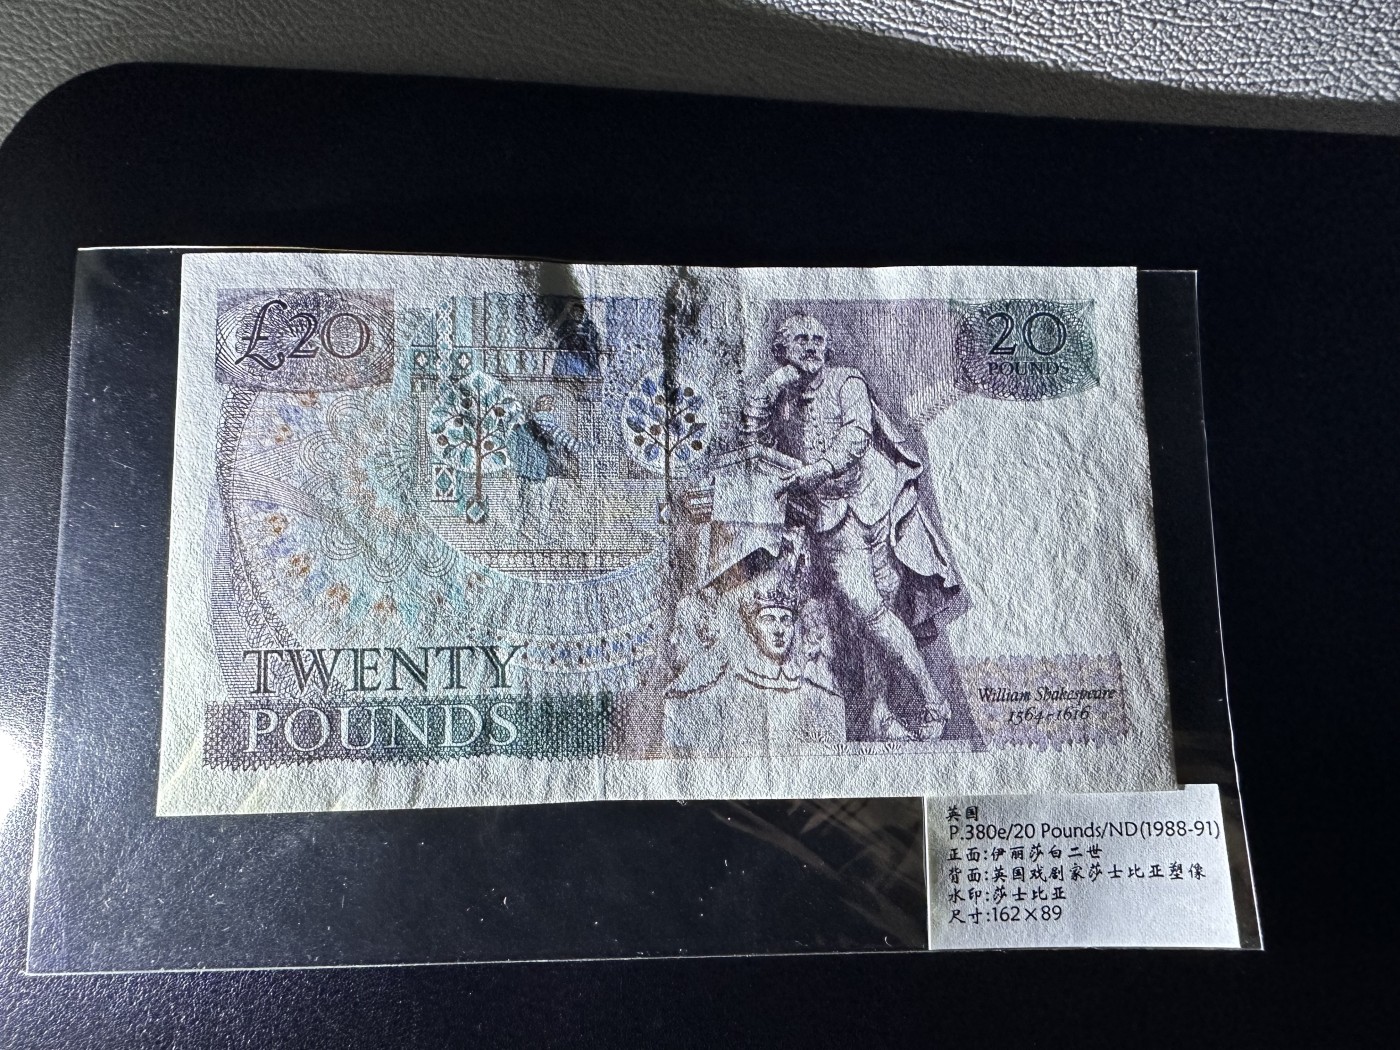 £20
20
POUNDS
TWENTY
POUNDS
William Shakespeare
1564-1616
英国
P.380e/20 Pounds/ND(1988-91)
正面:伊丽莎白二世
背面:英国戏剧家莎士比亚塑像
水印:莎士比亚
尺寸:162×89